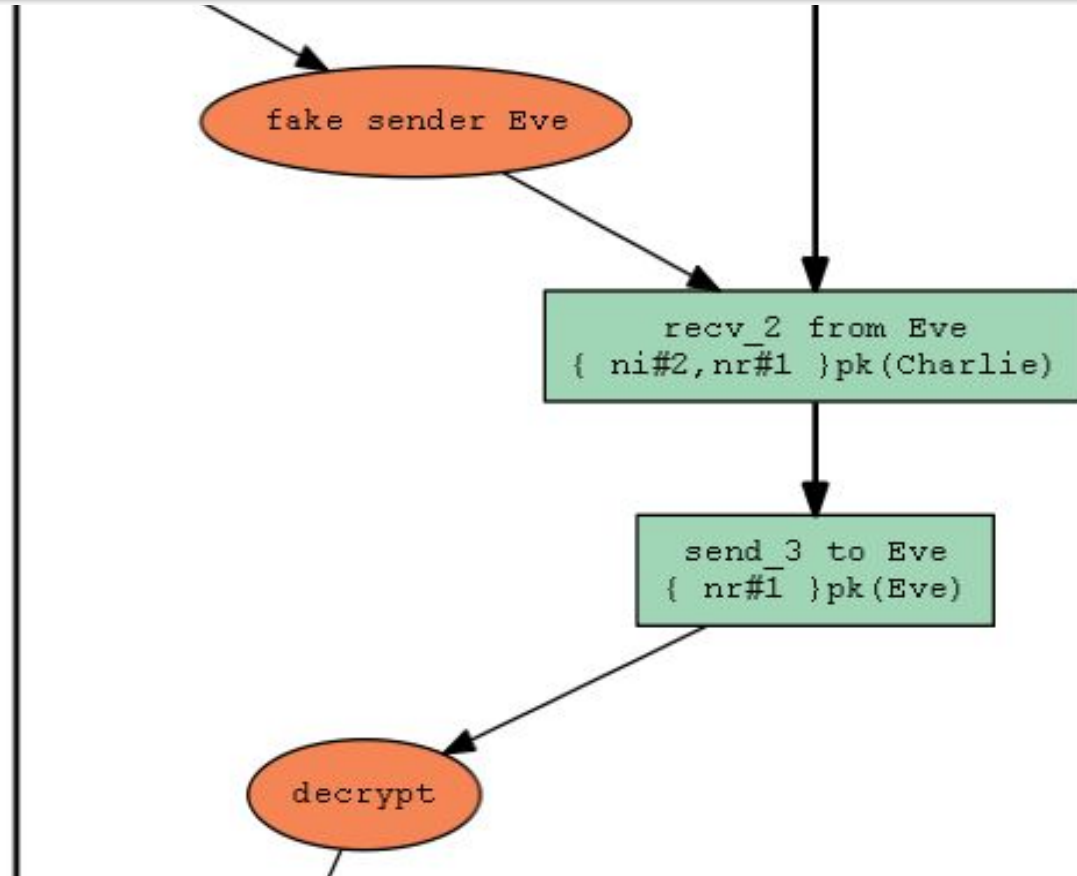 fake sender Eve
recv_2 from Eve
{ ni#2,nr#1 }pk(Charlie)
send_3 to Eve
{ nr#1 }pk(Eve)
decrypt